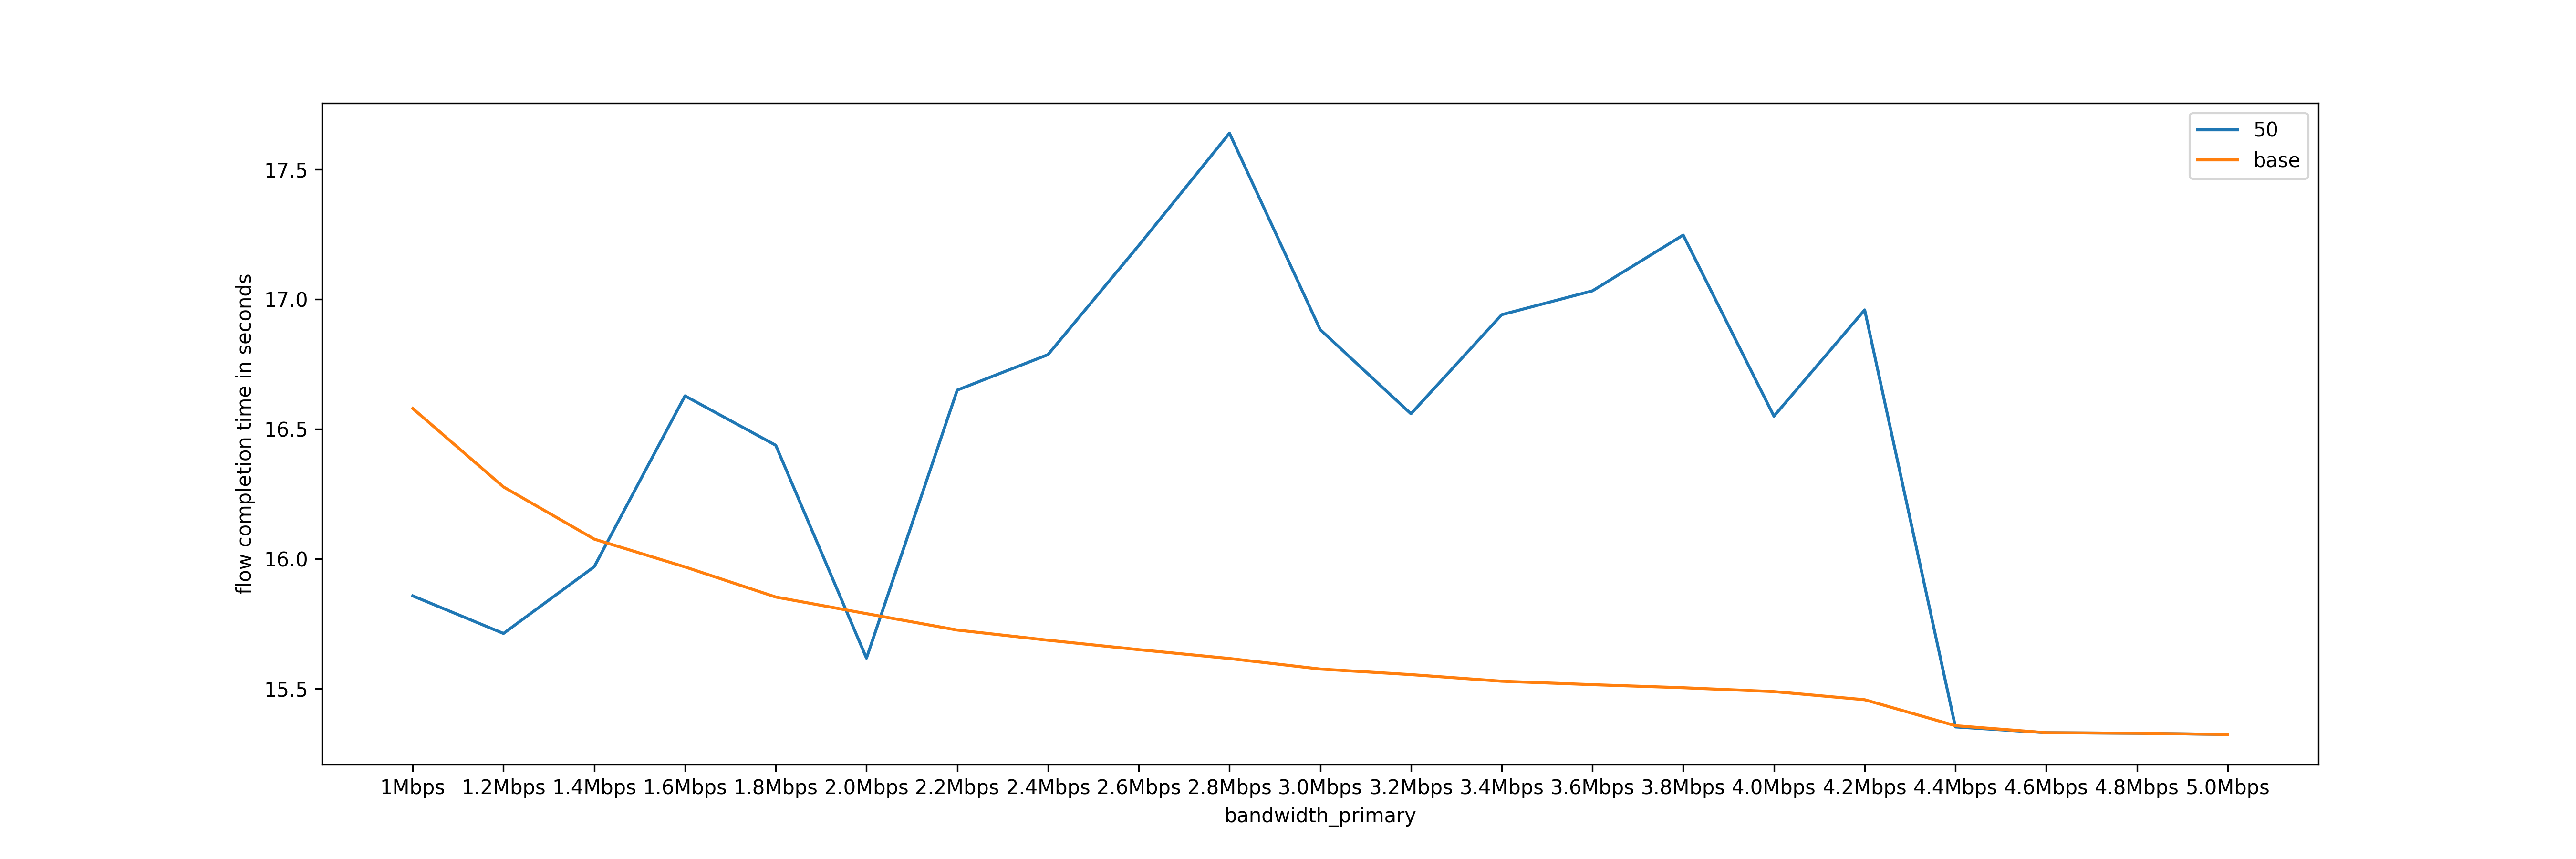 50
base
17.5
17.0
16.5
16.0
15.5
flow completion time in seconds
1Mbps 1.2Mbps 1.4Mbps 1.6Mbps 1.8Mbps 2.0Mbps 2.2Mbps 2.4Mbps 2.6Mbps 2.8Mbps 3.0Mbps 3.2Mbps 3.4Mbps 3.6Mbps 3.8Mbps 4.0Mbps 4.2Mbps 4.4Mbps 4.6Mbps 4.8Mbps 5.0Mbps
bandwidth_primary